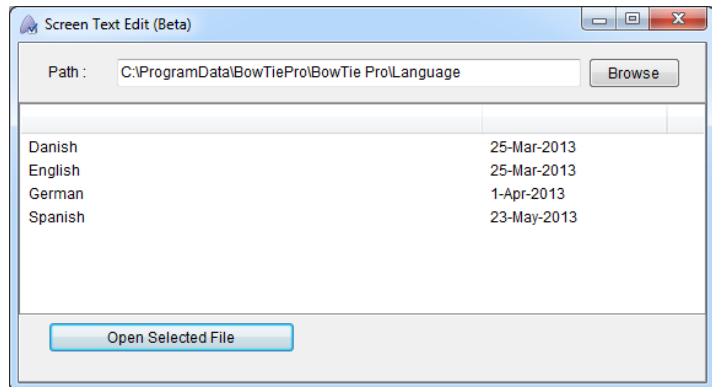 Screen Text Edit (Beta)
Path : C:\ProgramData\BowTiePro\BowTie Pro\Language Browse
Danish 25-Mar-2013
English 25-Mar-2013
German 1-Apr-2013
Spanish 23-May-2013
Open Selected File